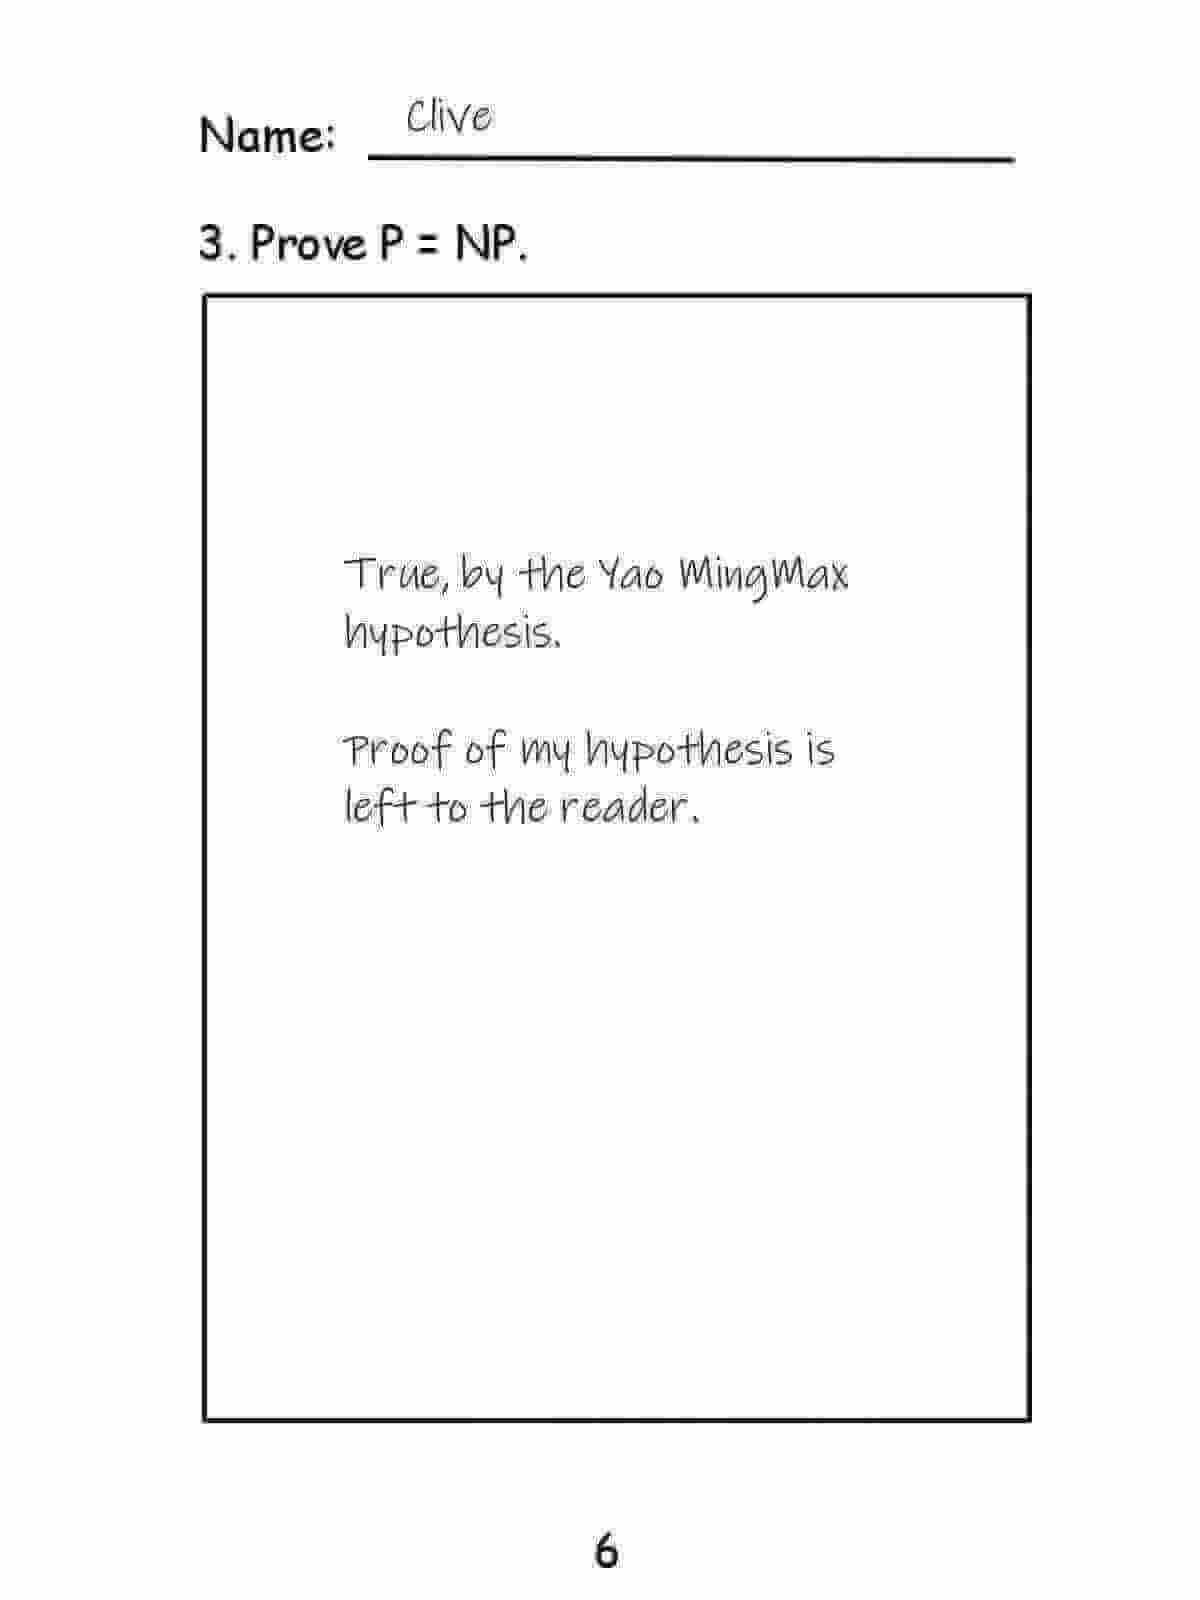 Name: Clive
3. Prove P = NP.
True, by the Yao MingMax
hypothesis.
Proof of my hypothesis is
left to the reader.
6